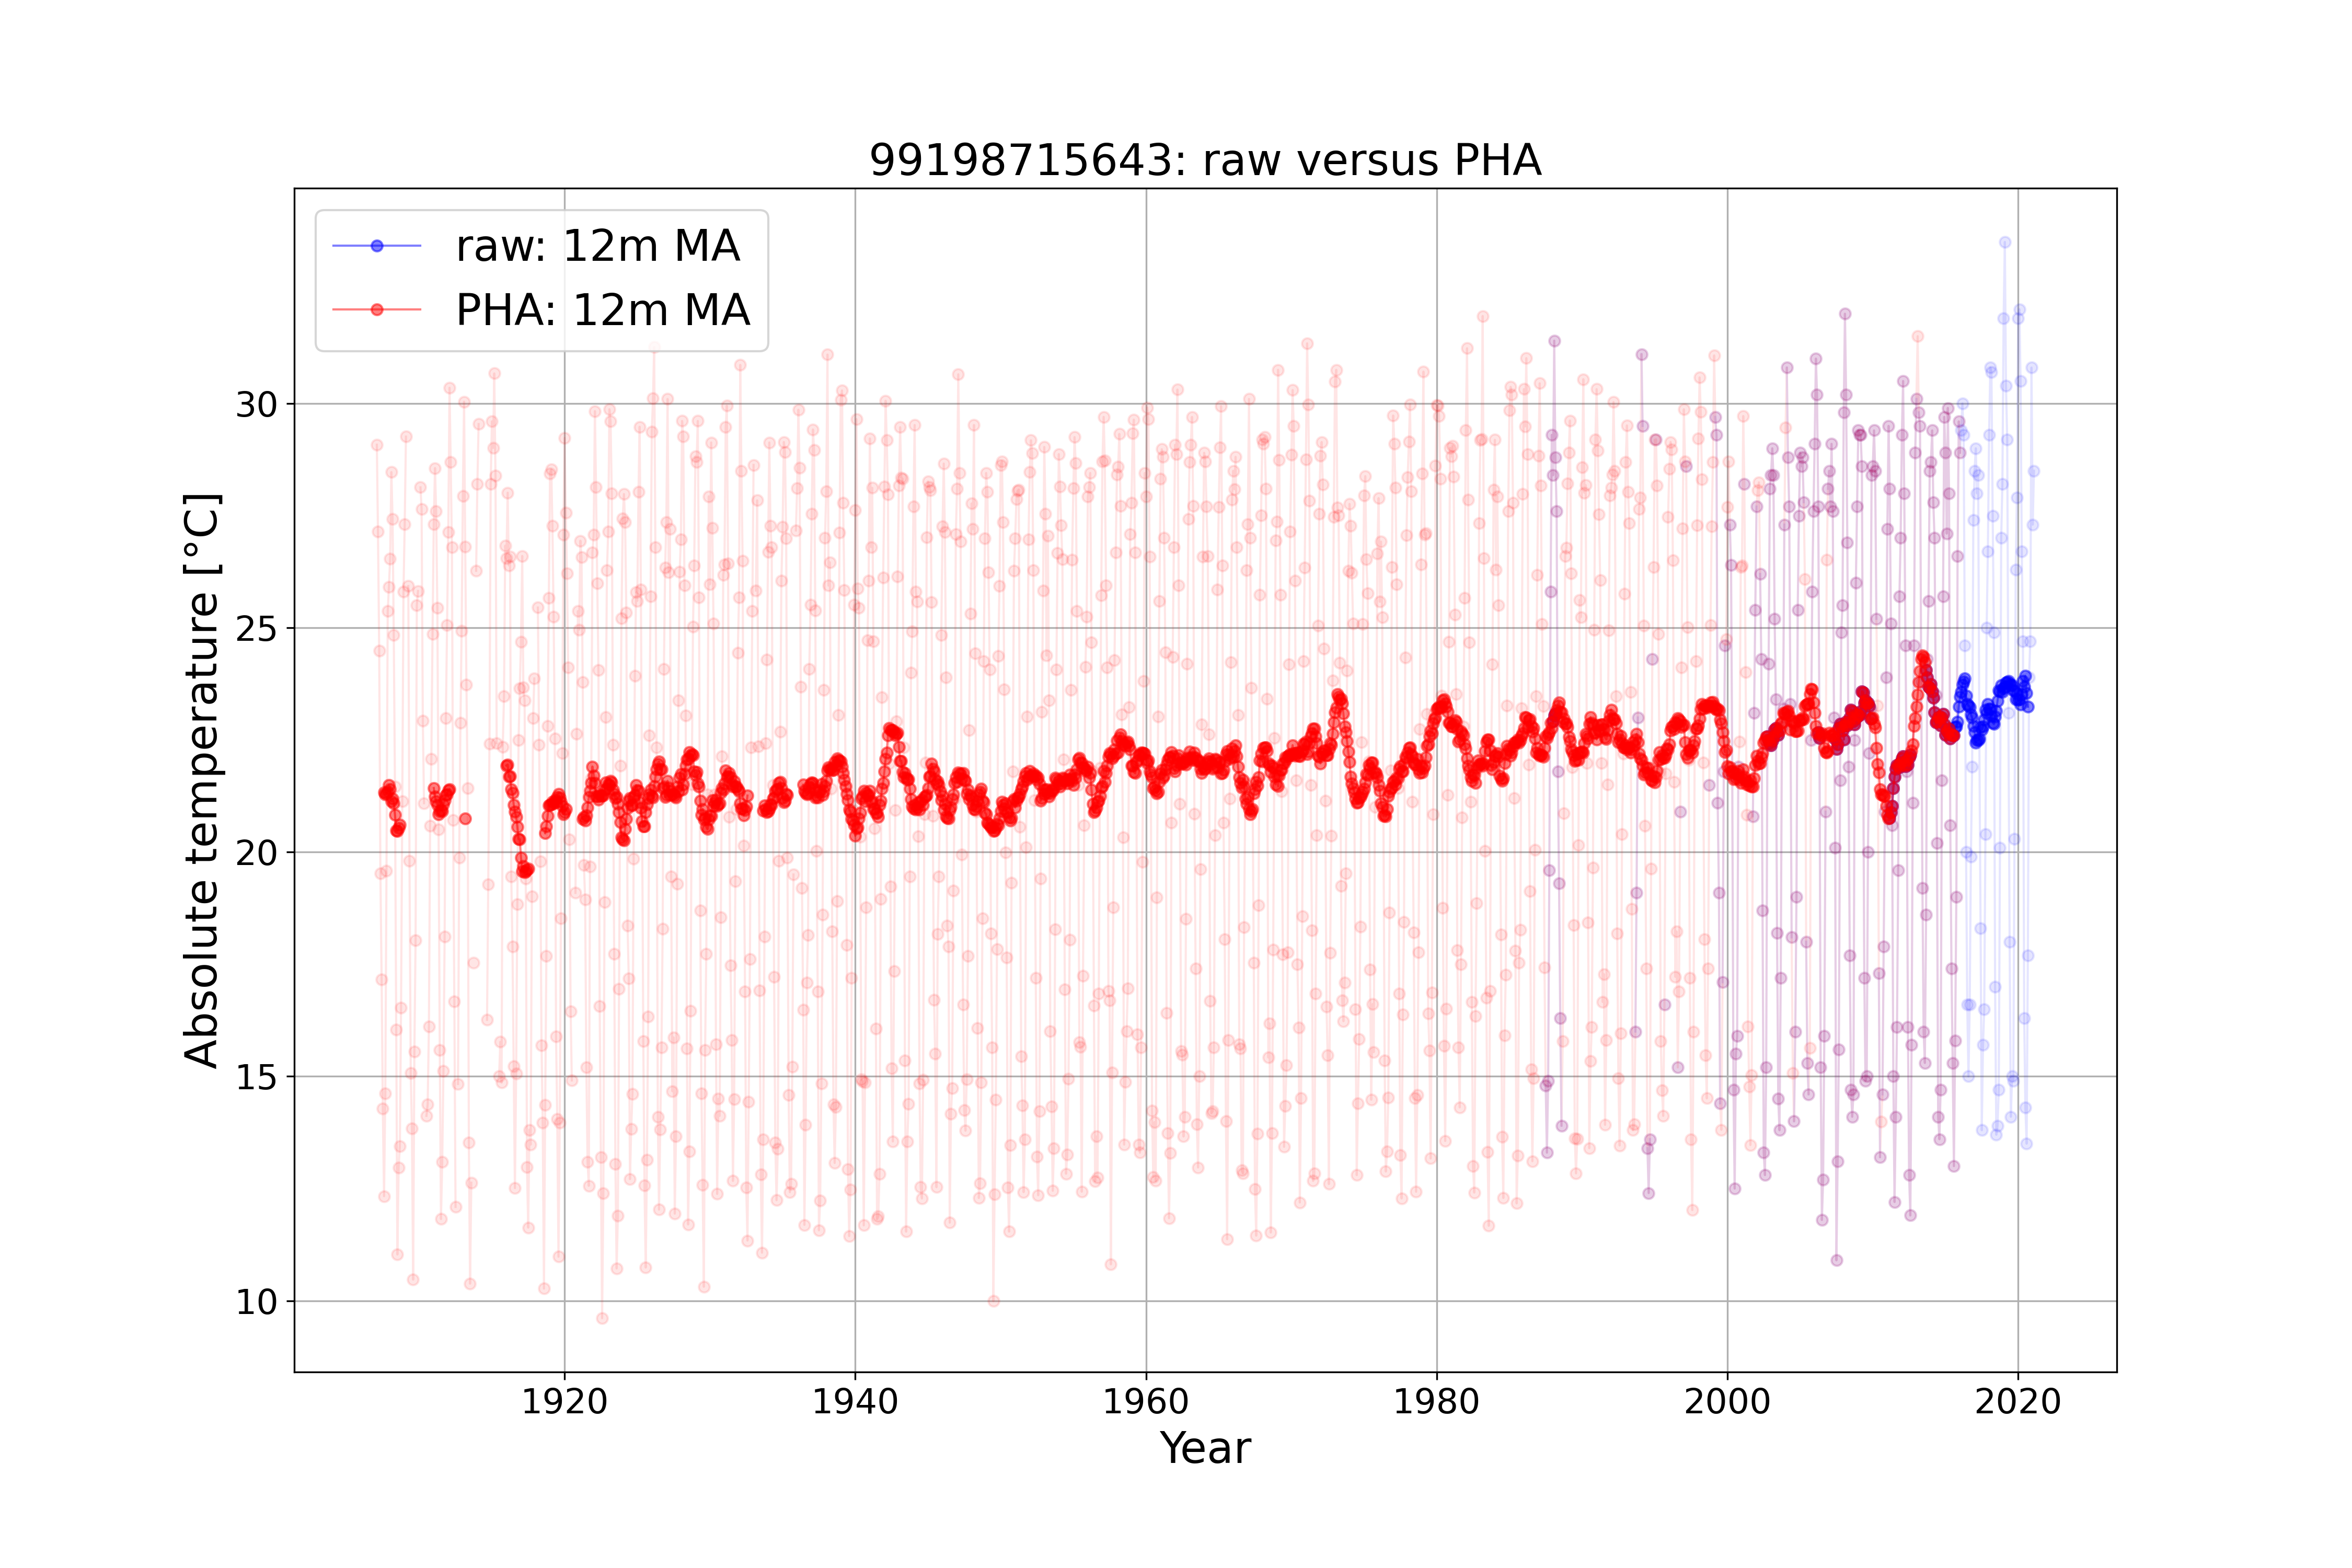 99198715643: raw versus PHA
raw: 12m MA
PHA: 12m MA
Absolute temperature [°C]
30
25
20
15
10
1920 1940 1960 1980 2000 2020
Year